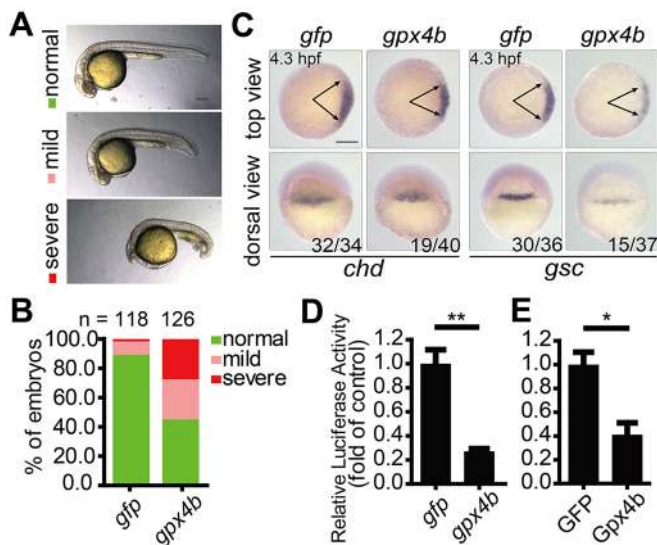 A
normal
mild
severe
B
n = 118 126
% of embryos
100.0
80.0
60.0
40.0
20.0
0.0
normal
mild
severe
gfp gpx4b
C
gfp gpx4b gfp gpx4b
4.3 hpf 4.3 hpf
top view
dorsal view
32/34 19/40 30/36 15/37
chd gsc
D
Relative Luciferase Activity
(fold of control)
**
1.2
1.0
0.8
0.6
0.4
0.2
0.0
gfp gpx4b
E
*
1.2
1.0
0.8
0.6
0.4
0.2
0.0
GFP Gpx4b